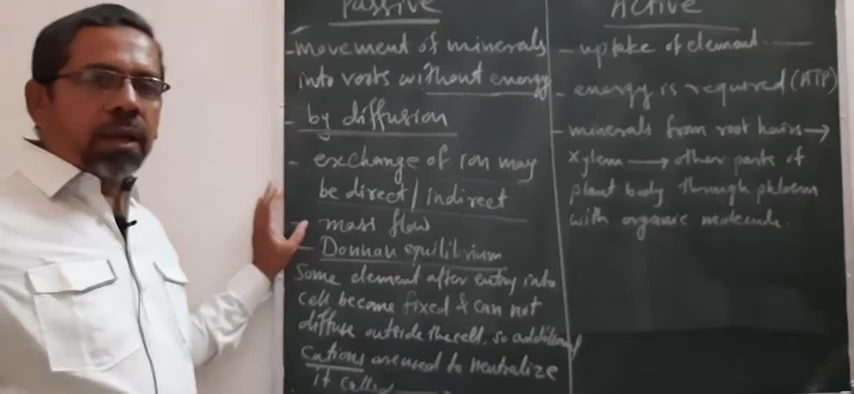 Passive
- movement of minerals
into roots without energy
- by diffusion
- exchange of ion may
be direct/indirect
- mass flow
- Donnan equilibrium
Some element after entry into
cell become fixed & can not
diffuse outside the cell, so additional
cations are used to neutralize
it called
Active
- uptake of element
- energy is required (ATP)
- minerals from root hairs →
xylem → other parts of
plant body through phloem
with organic molecule.